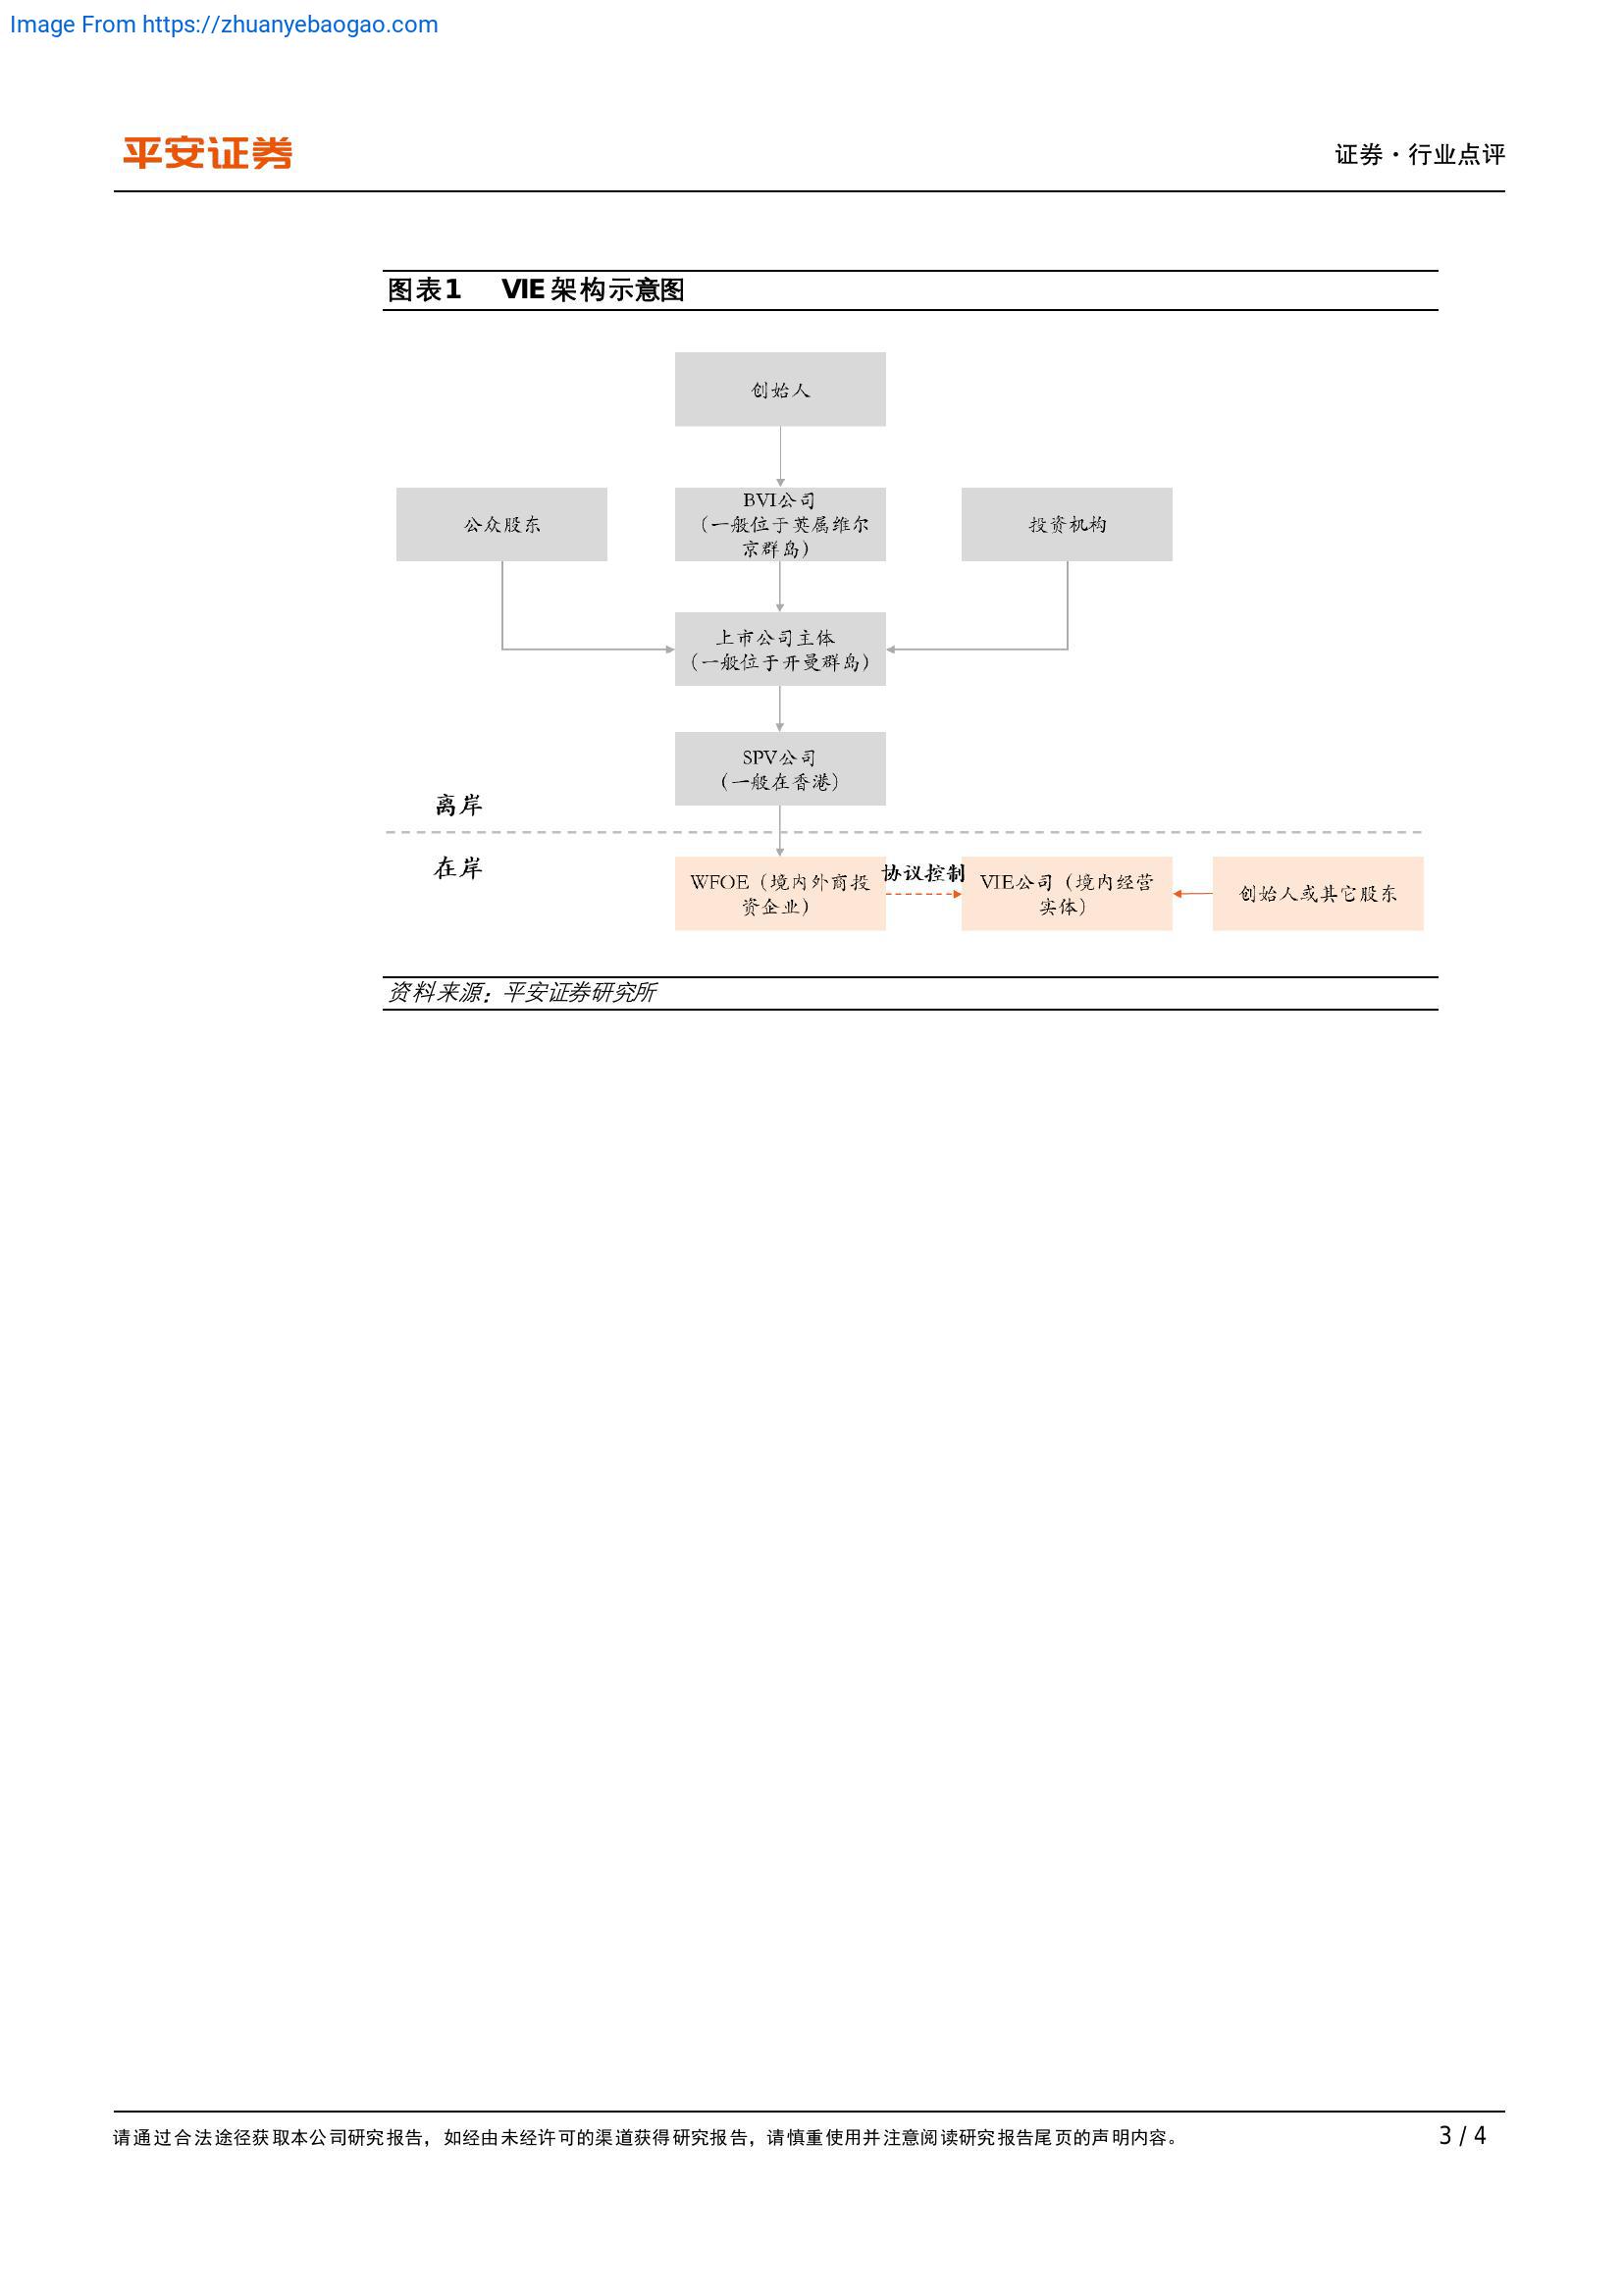 Image From https://zhuanyebaogao.com
平安证券
证券·行业点评
图表1 VIE 架构示意图
创始人
公众股东
BVI公司
（一般位于英属维尔
京群岛）
投资机构
上市公司主体
（一般位于开曼群岛）
SPV公司
（一般在香港）
离岸
在岸
WFOE（境内外商投
资企业）
协议控制
VIE公司（境内经营
实体）
创始人或其它股东
资料来源：平安证券研究所
请通过合法途径获取本公司研究报告，如经由未经许可的渠道获得研究报告，请慎重使用并注意阅读研究报告尾页的声明内容。
3 / 4